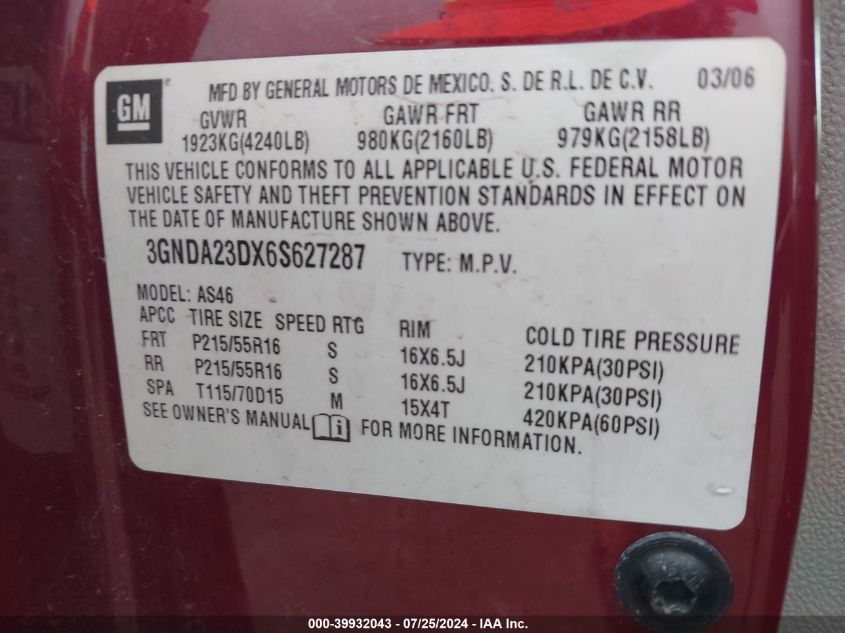 GM
MFD BY GENERAL MOTORS DE MEXICO, S. DE R.L. DE C.V. 03/06
GVWR GAWR FRT GAWR RR
1923KG(4240LB) 980KG(2160LB) 979KG(2158LB)
THIS VEHICLE CONFORMS TO ALL APPLICABLE U.S. FEDERAL MOTOR
VEHICLE SAFETY AND THEFT PREVENTION STANDARDS IN EFFECT ON
THE DATE OF MANUFACTURE SHOWN ABOVE.
3GNDA23DX6S627287 TYPE: M.P.V.
MODEL: AS46
APCC TIRE SIZE SPEED RTG RIM COLD TIRE PRESSURE
FRT P215/55R16 S 16X6.5J 210KPA(30PSI)
RR P215/55R16 S 16X6.5J 210KPA(30PSI)
SPA T115/70D15 M 15X4T 420KPA(60PSI)
SEE OWNER'S MANUAL i FOR MORE INFORMATION.
000-39932043 - 07/25/2024 - IAA Inc.